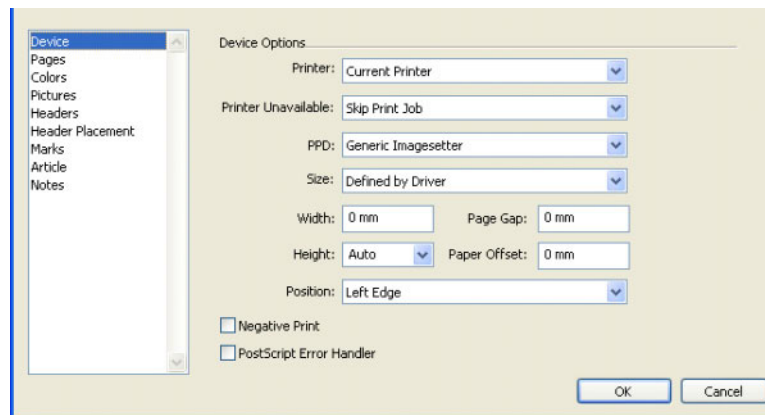 Device
Pages
Colors
Pictures
Headers
Header Placement
Marks
Article
Notes
Device Options
Printer: Current Printer
Printer Unavailable: Skip Print Job
PPD: Generic Imagesetter
Size: Defined by Driver
Width: 0 mm Page Gap: 0 mm
Height: Auto Paper Offset: 0 mm
Position: Left Edge
Negative Print
PostScript Error Handler
OK Cancel